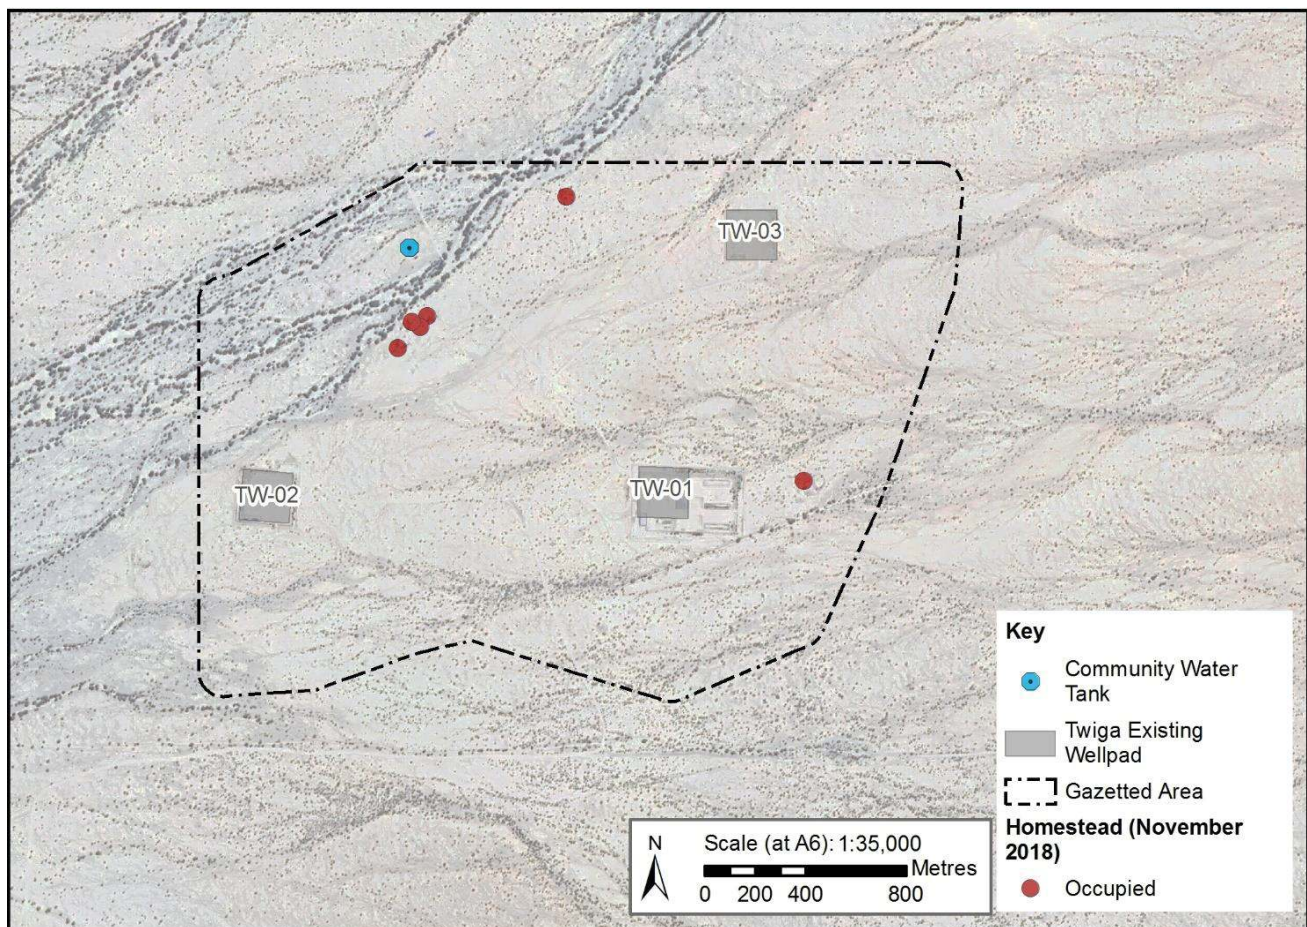 TW-03
TW-02
TW-01
Key
Community Water
Tank
Twiga Existing
Wellpad
Gazetted Area
Homestead (November
2018)
Occupied
N
Scale (at A6): 1:35,000
Metres
0 200 400 800